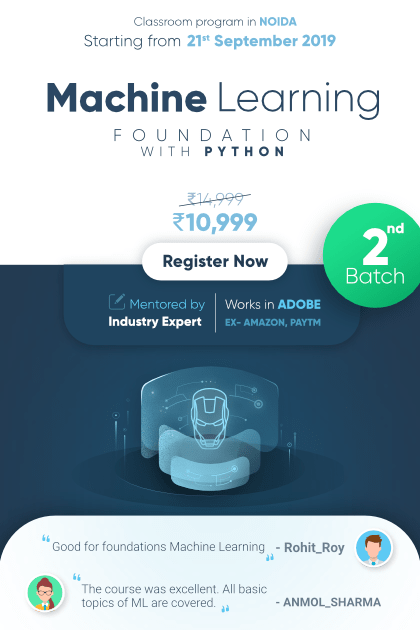 Classroom program in NOIDA
Starting from 21st September 2019
Machine Learning
FOUNDATION
WITH PYTHON
₹14,999
₹10,999
2nd
Batch
Register Now
Mentored by
Industry Expert
Works in ADOBE
EX- AMAZON, PAYTM
“Good for foundations Machine Learning „ - Rohit_Roy
“The course was excellent. All basic
topics of ML are covered. „ - ANMOL_SHARMA